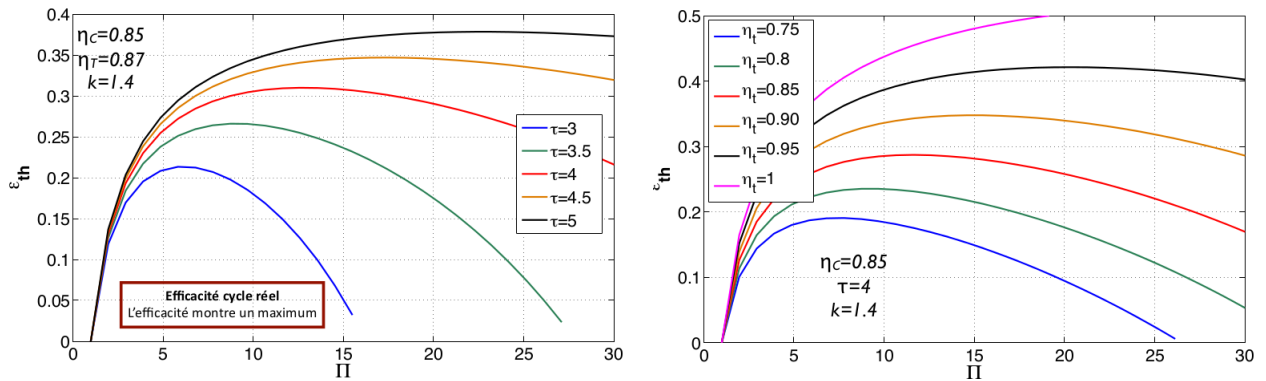 0.4
0.35
0.3
0.25
0.2
0.15
0.1
0.05
0
εth
ηC=0.85
ηT=0.87
k=1.4
τ=3
τ=3.5
τ=4
τ=4.5
τ=5
Efficacité cycle réel
L'efficacité montre un maximum
0 5 10 15 20 25 30
Π
0.5
0.4
0.3
0.2
0.1
0
εth
ηt=0.75
ηt=0.8
ηt=0.85
ηt=0.90
ηt=0.95
ηt=1
ηC=0.85
τ=4
k=1.4
0 5 10 15 20 25 30
Π